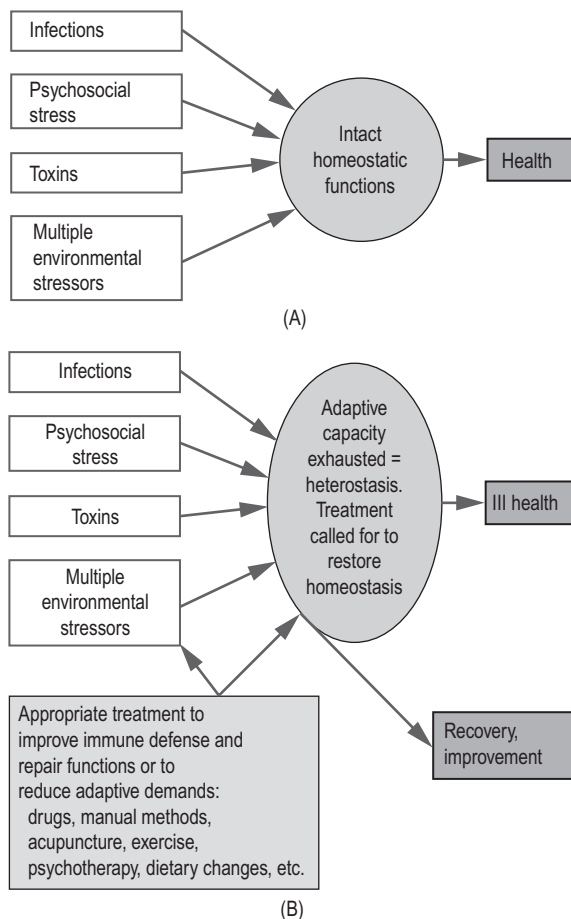 Infections
Psychosocial
stress
Toxins
Multiple
environmental
stressors
Intact
homeostatic
functions
Health
(A)
Infections
Psychosocial
stress
Toxins
Multiple
environmental
stressors
Adaptive
capacity
exhausted =
heterostasis.
Treatment
called for to
restore
homeostasis
Ill health
Appropriate treatment to
improve immune defense and
repair functions or to
reduce adaptive demands:
drugs, manual methods,
acupuncture, exercise,
psychotherapy, dietary changes, etc.
Recovery,
improvement
(B)